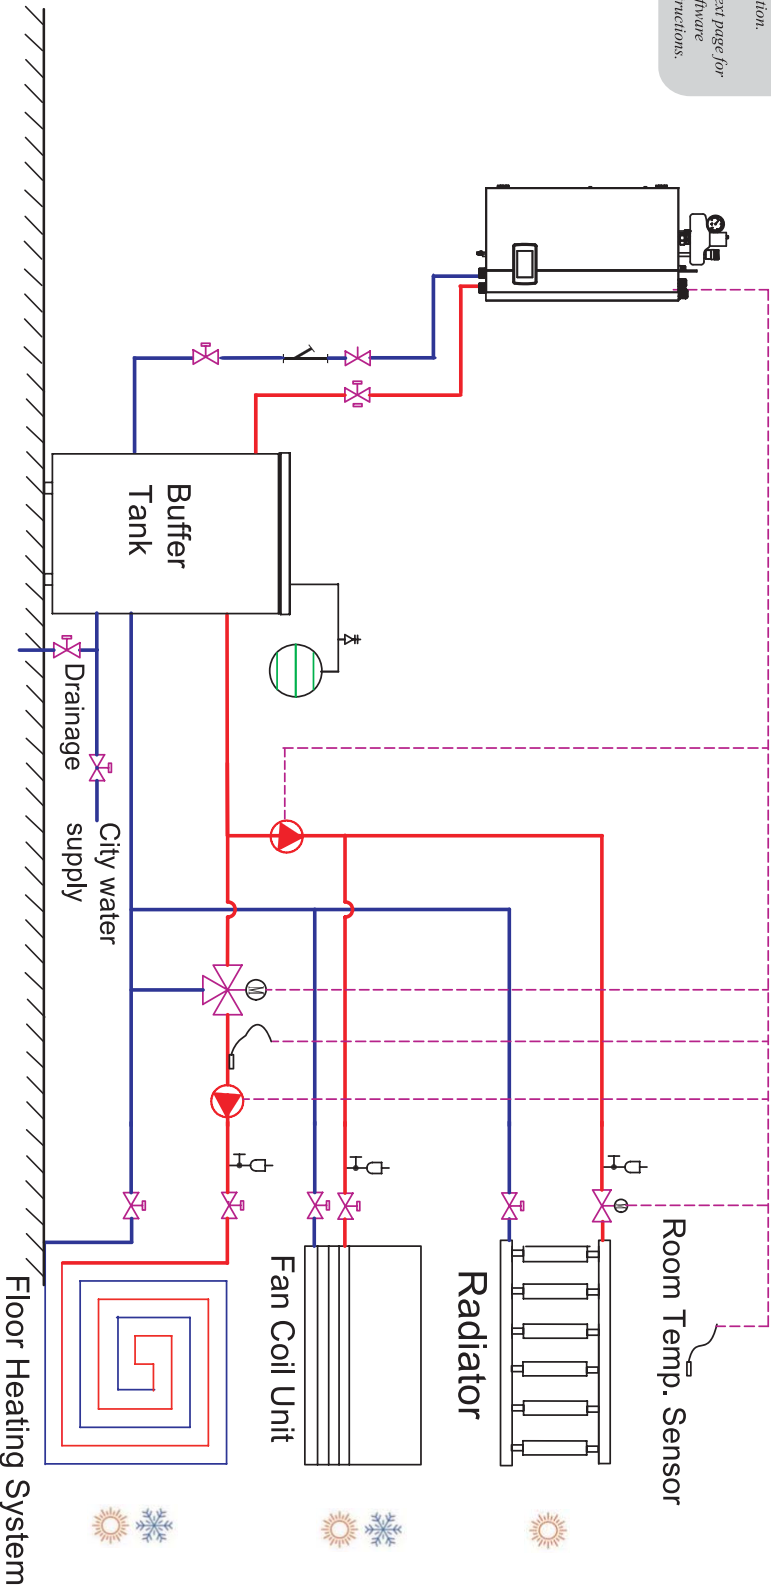 tion.
ext page for
ftware
ructions.
Buffer
Tank
Drainage
City water
supply
Room Temp. Sensor
Radiator
Fan Coil Unit
Floor Heating System